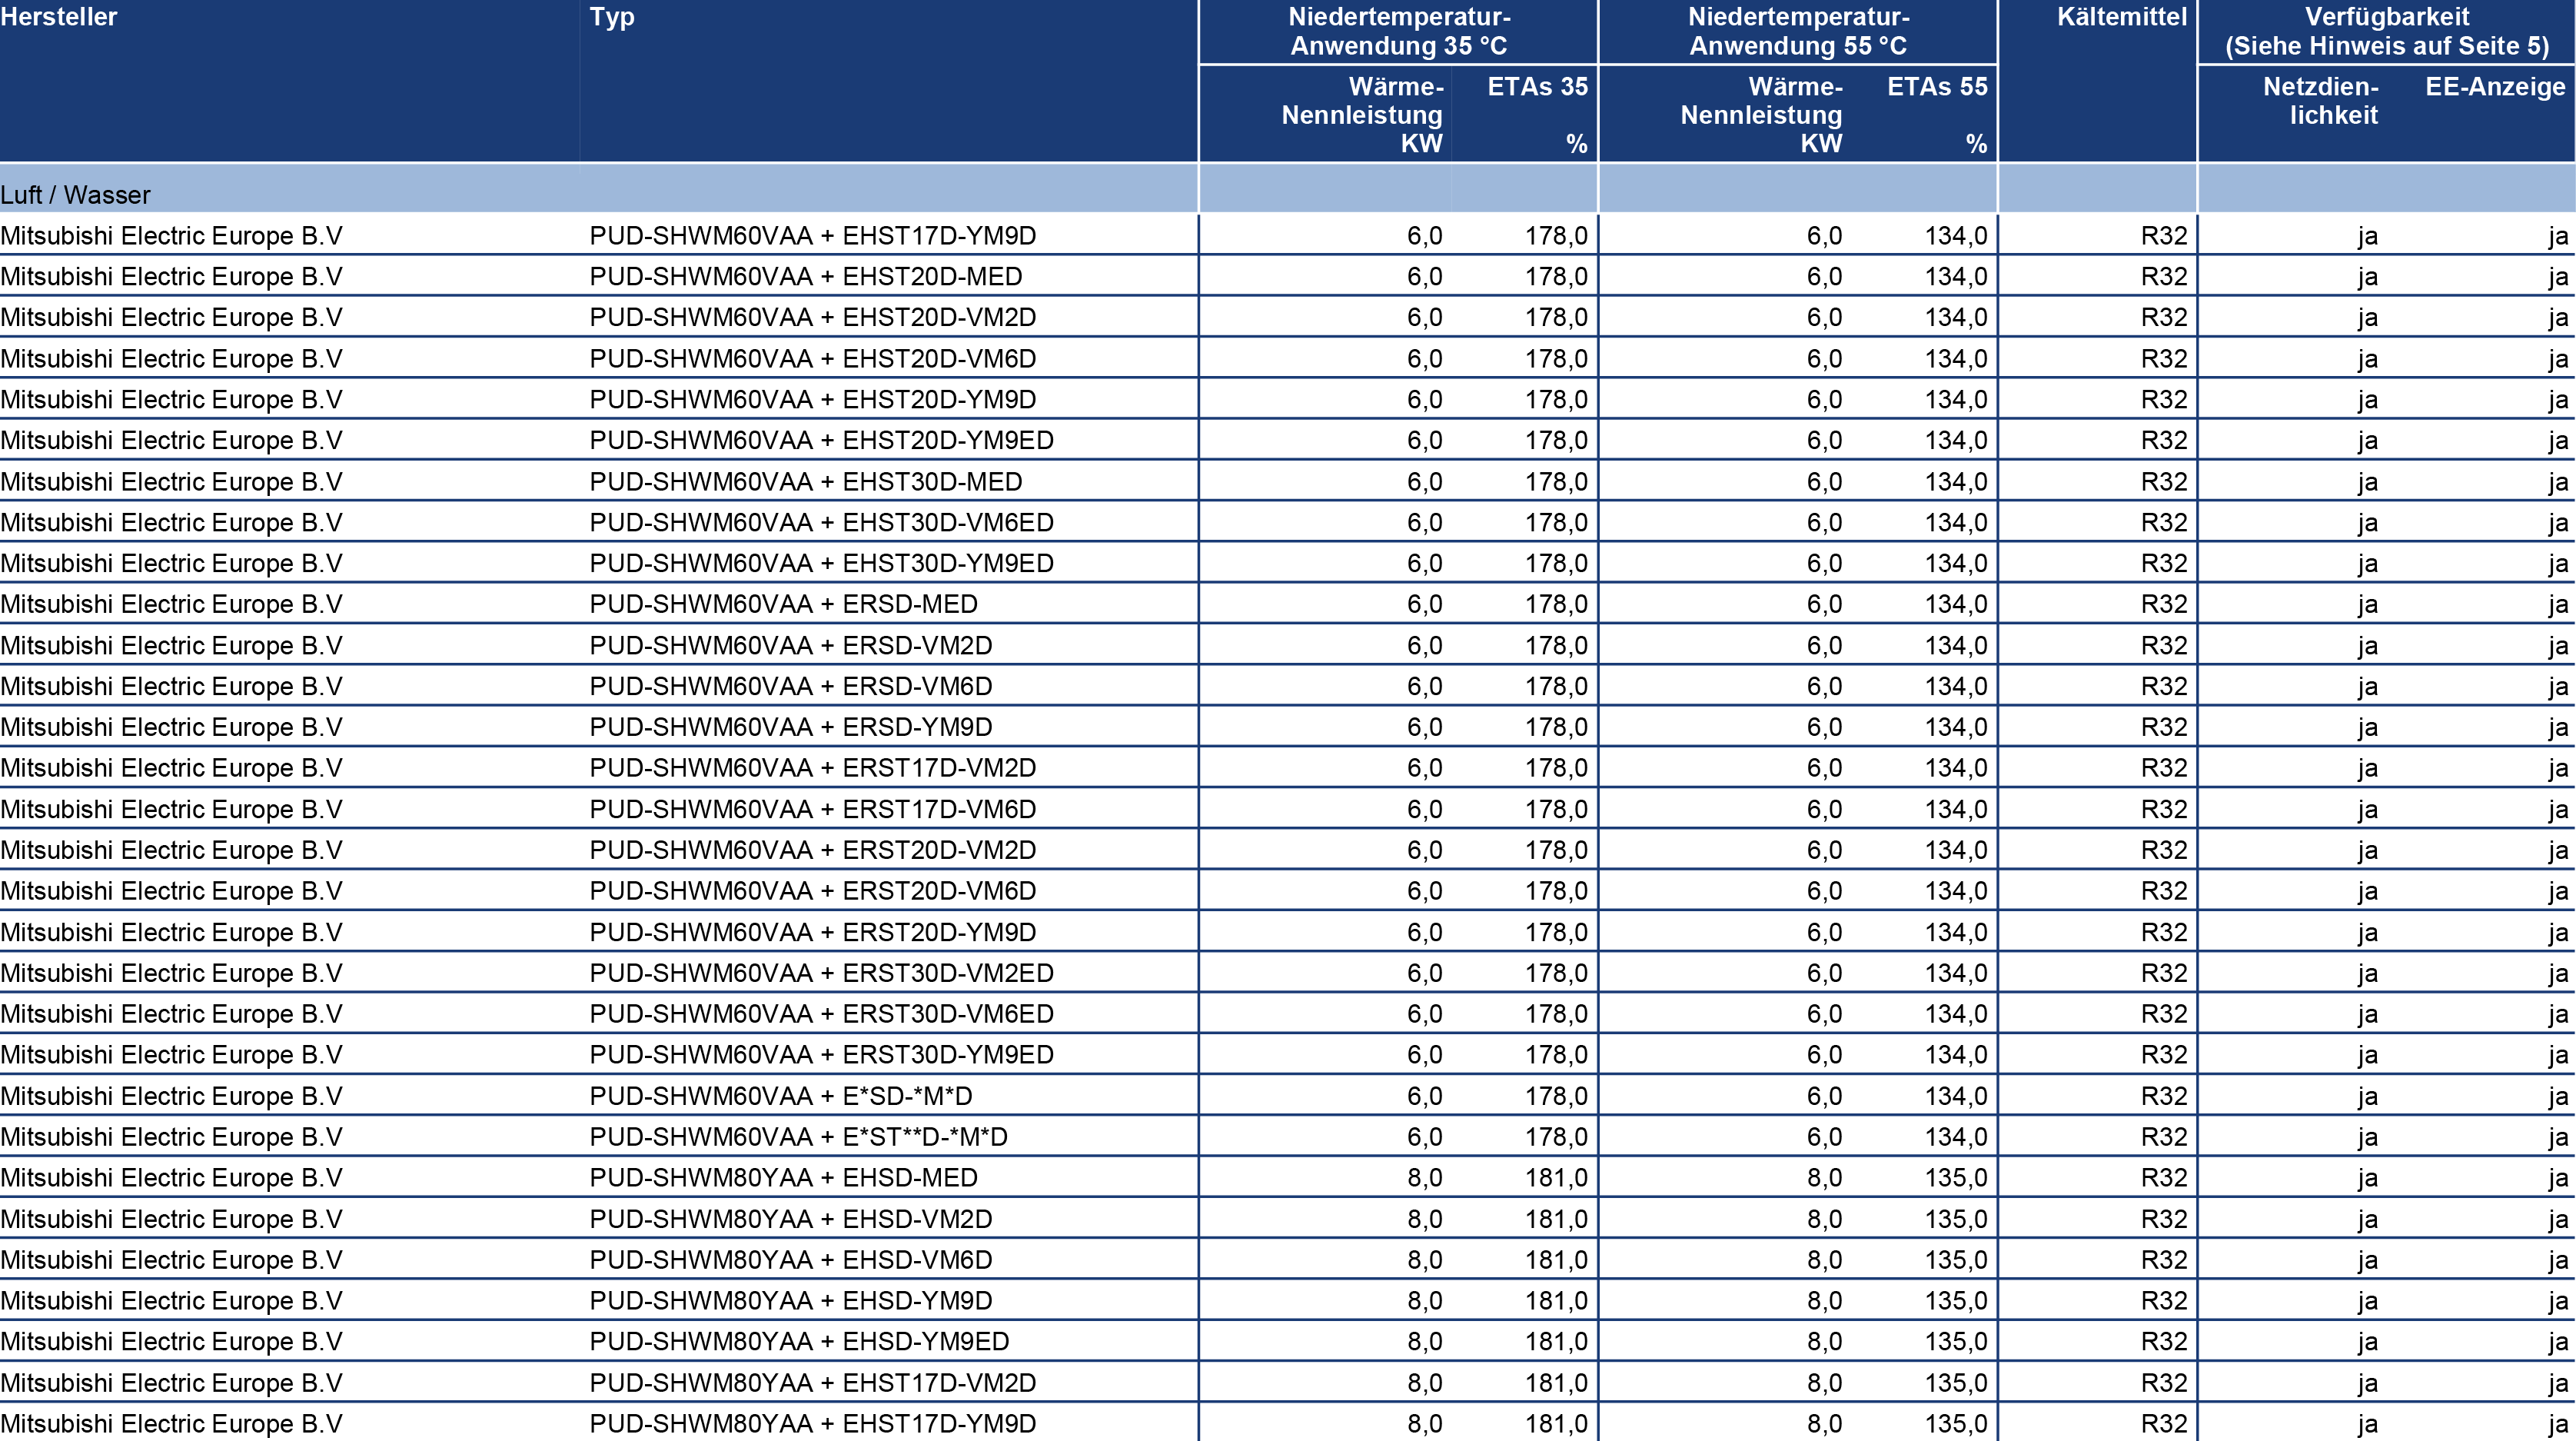 Hersteller Typ Niedertemperatur- Niedertemperatur- Kältemittel Verfügbarkeit
Anwendung 35 °C Anwendung 55 °C (Siehe Hinweis auf Seite 5)
Wärme- ETAs 35 Wärme- ETAs 55 Netzdien- EE-Anzeige
Nennleistung Nennleistung lichkeit
KW % KW %
Luft / Wasser
Mitsubishi Electric Europe B.V PUD-SHWM60VAA + EHST17D-YM9D 6,0 178,0 6,0 134,0 R32 ja ja
Mitsubishi Electric Europe B.V PUD-SHWM60VAA + EHST20D-MED 6,0 178,0 6,0 134,0 R32 ja ja
Mitsubishi Electric Europe B.V PUD-SHWM60VAA + EHST20D-VM2D 6,0 178,0 6,0 134,0 R32 ja ja
Mitsubishi Electric Europe B.V PUD-SHWM60VAA + EHST20D-VM6D 6,0 178,0 6,0 134,0 R32 ja ja
Mitsubishi Electric Europe B.V PUD-SHWM60VAA + EHST20D-YM9D 6,0 178,0 6,0 134,0 R32 ja ja
Mitsubishi Electric Europe B.V PUD-SHWM60VAA + EHST20D-YM9ED 6,0 178,0 6,0 134,0 R32 ja ja
Mitsubishi Electric Europe B.V PUD-SHWM60VAA + EHST30D-MED 6,0 178,0 6,0 134,0 R32 ja ja
Mitsubishi Electric Europe B.V PUD-SHWM60VAA + EHST30D-VM6ED 6,0 178,0 6,0 134,0 R32 ja ja
Mitsubishi Electric Europe B.V PUD-SHWM60VAA + EHST30D-YM9ED 6,0 178,0 6,0 134,0 R32 ja ja
Mitsubishi Electric Europe B.V PUD-SHWM60VAA + ERSD-MED 6,0 178,0 6,0 134,0 R32 ja ja
Mitsubishi Electric Europe B.V PUD-SHWM60VAA + ERSD-VM2D 6,0 178,0 6,0 134,0 R32 ja ja
Mitsubishi Electric Europe B.V PUD-SHWM60VAA + ERSD-VM6D 6,0 178,0 6,0 134,0 R32 ja ja
Mitsubishi Electric Europe B.V PUD-SHWM60VAA + ERSD-YM9D 6,0 178,0 6,0 134,0 R32 ja ja
Mitsubishi Electric Europe B.V PUD-SHWM60VAA + ERST17D-VM2D 6,0 178,0 6,0 134,0 R32 ja ja
Mitsubishi Electric Europe B.V PUD-SHWM60VAA + ERST17D-VM6D 6,0 178,0 6,0 134,0 R32 ja ja
Mitsubishi Electric Europe B.V PUD-SHWM60VAA + ERST20D-VM2D 6,0 178,0 6,0 134,0 R32 ja ja
Mitsubishi Electric Europe B.V PUD-SHWM60VAA + ERST20D-VM6D 6,0 178,0 6,0 134,0 R32 ja ja
Mitsubishi Electric Europe B.V PUD-SHWM60VAA + ERST20D-YM9D 6,0 178,0 6,0 134,0 R32 ja ja
Mitsubishi Electric Europe B.V PUD-SHWM60VAA + ERST30D-VM2ED 6,0 178,0 6,0 134,0 R32 ja ja
Mitsubishi Electric Europe B.V PUD-SHWM60VAA + ERST30D-VM6ED 6,0 178,0 6,0 134,0 R32 ja ja
Mitsubishi Electric Europe B.V PUD-SHWM60VAA + ERST30D-YM9ED 6,0 178,0 6,0 134,0 R32 ja ja
Mitsubishi Electric Europe B.V PUD-SHWM60VAA + E*SD-*M*D 6,0 178,0 6,0 134,0 R32 ja ja
Mitsubishi Electric Europe B.V PUD-SHWM60VAA + E*ST**D-*M*D 6,0 178,0 6,0 134,0 R32 ja ja
Mitsubishi Electric Europe B.V PUD-SHWM80YAA + EHSD-MED 8,0 181,0 8,0 135,0 R32 ja ja
Mitsubishi Electric Europe B.V PUD-SHWM80YAA + EHSD-VM2D 8,0 181,0 8,0 135,0 R32 ja ja
Mitsubishi Electric Europe B.V PUD-SHWM80YAA + EHSD-VM6D 8,0 181,0 8,0 135,0 R32 ja ja
Mitsubishi Electric Europe B.V PUD-SHWM80YAA + EHSD-YM9D 8,0 181,0 8,0 135,0 R32 ja ja
Mitsubishi Electric Europe B.V PUD-SHWM80YAA + EHSD-YM9ED 8,0 181,0 8,0 135,0 R32 ja ja
Mitsubishi Electric Europe B.V PUD-SHWM80YAA + EHST17D-VM2D 8,0 181,0 8,0 135,0 R32 ja ja
Mitsubishi Electric Europe B.V PUD-SHWM80YAA + EHST17D-YM9D 8,0 181,0 8,0 135,0 R32 ja ja